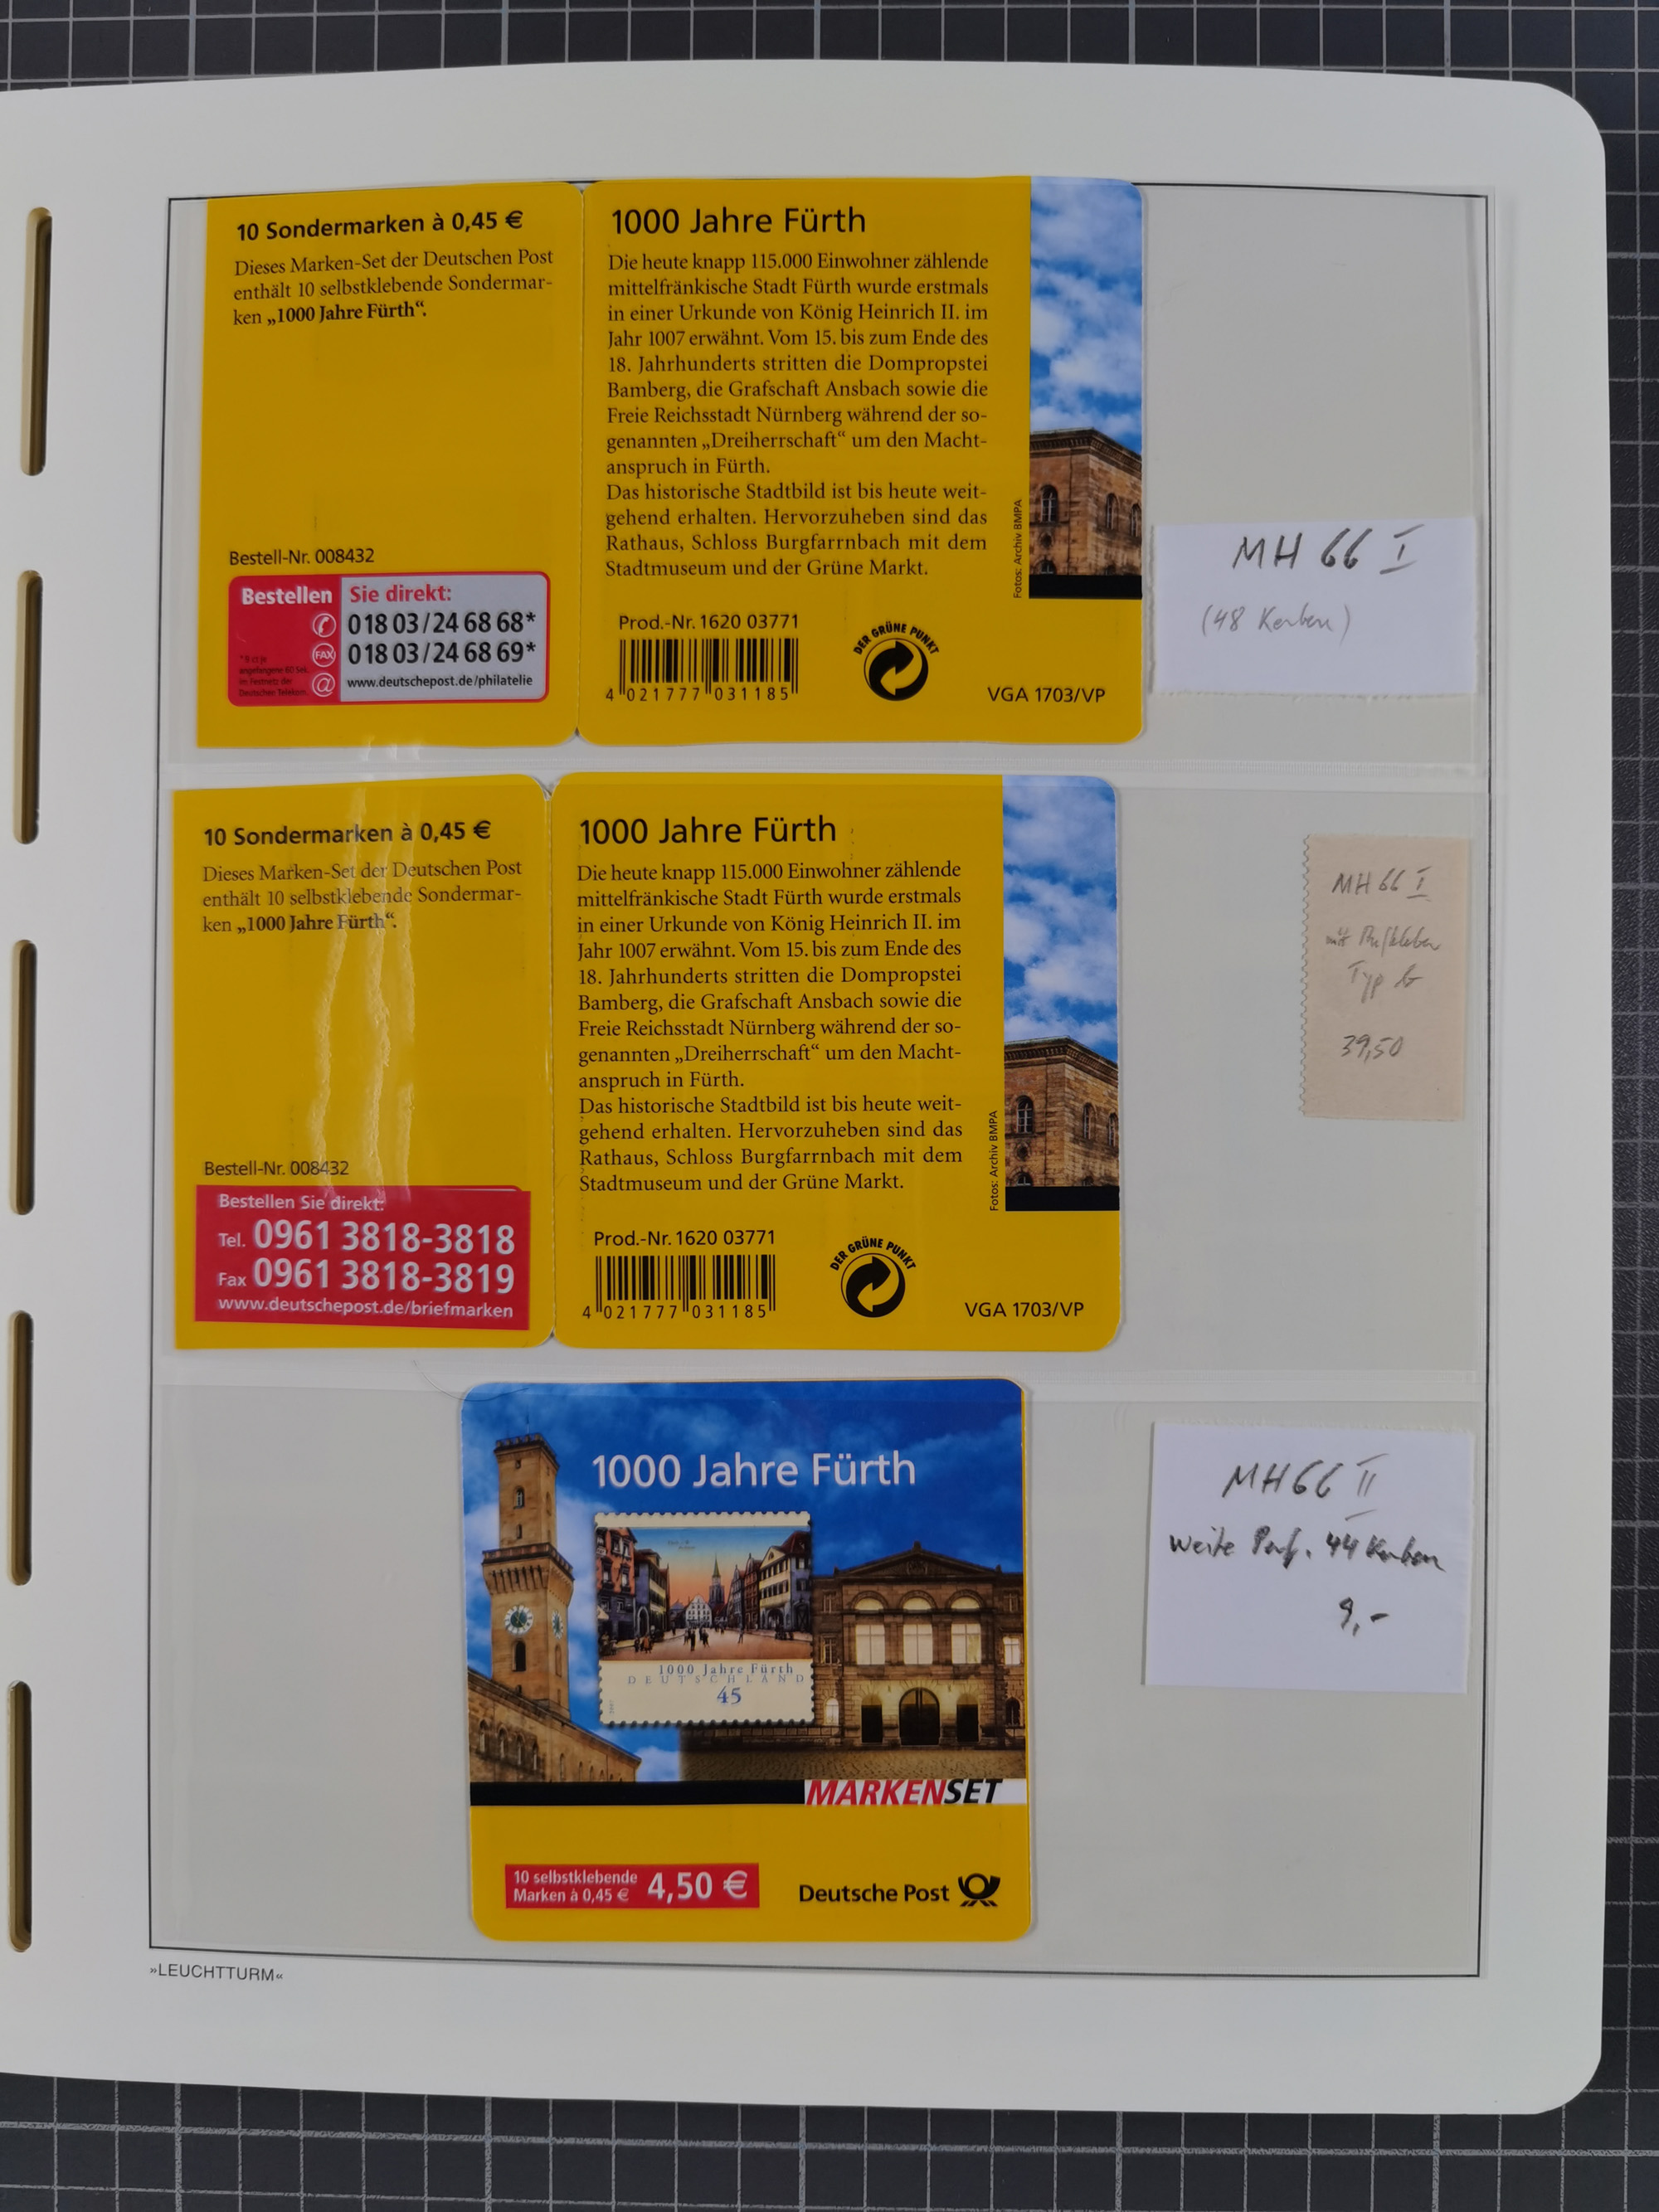 10 Sondermarken à 0,45 €
Dieses Marken-Set der Deutschen Post
enthält 10 selbstklebende Sondermar-
ken „1000 Jahre Fürth“.
Bestell-Nr. 008432
Bestellen Sie direkt:
018 03/24 68 68*
FAX 018 03/24 68 69*
@ www.deutschepost.de/philatelie
angefangene 60 Sek.
im Festnetz der
Deutschen Telekom
1000 Jahre Fürth
Die heute knapp 115.000 Einwohner zählende
mittelfränkische Stadt Fürth wurde erstmals
in einer Urkunde von König Heinrich II. im
Jahr 1007 erwähnt. Vom 15. bis zum Ende des
18. Jahrhunderts stritten die Dompropstei
Bamberg, die Grafschaft Ansbach sowie die
Freie Reichsstadt Nürnberg während der so-
genannten „Dreiherrschaft“ um den Macht-
anspruch in Fürth.
Das historische Stadtbild ist bis heute weit-
gehend erhalten. Hervorzuheben sind das
Rathaus, Schloss Burgfarrnbach mit dem
Stadtmuseum und der Grüne Markt.
Fotos: Archiv BMPA
Prod.-Nr. 1620 03771
4 021777 031185
DER GRÜNE PUNKT
VGA 1703/VP
MH 66 I
(48 Kerben)
10 Sondermarken à 0,45 €
Dieses Marken-Set der Deutschen Post
enthält 10 selbstklebende Sondermar-
ken „1000 Jahre Fürth“.
Bestell-Nr. 008432
Bestellen Sie direkt:
Tel. 0961 3818-3818
Fax 0961 3818-3819
www.deutschepost.de/briefmarken
1000 Jahre Fürth
Die heute knapp 115.000 Einwohner zählende
mittelfränkische Stadt Fürth wurde erstmals
in einer Urkunde von König Heinrich II. im
Jahr 1007 erwähnt. Vom 15. bis zum Ende des
18. Jahrhunderts stritten die Dompropstei
Bamberg, die Grafschaft Ansbach sowie die
Freie Reichsstadt Nürnberg während der so-
genannten „Dreiherrschaft“ um den Macht-
anspruch in Fürth.
Das historische Stadtbild ist bis heute weit-
gehend erhalten. Hervorzuheben sind das
Rathaus, Schloss Burgfarrnbach mit dem
Stadtmuseum und der Grüne Markt.
Fotos: Archiv BMPA
Prod.-Nr. 1620 03771
4 021777 031185
DER GRÜNE PUNKT
VGA 1703/VP
MH 66 I
mit Aufkleber
Typ b
39,50
1000 Jahre Fürth
1000 Jahre Fürth
DEUTSCHLAND
45
MARKENSET
10 selbstklebende
Marken à 0,45 € 4,50 €
Deutsche Post
MH 66 II
weite Perf. 44 Kerben
9,-
»LEUCHTTURM«